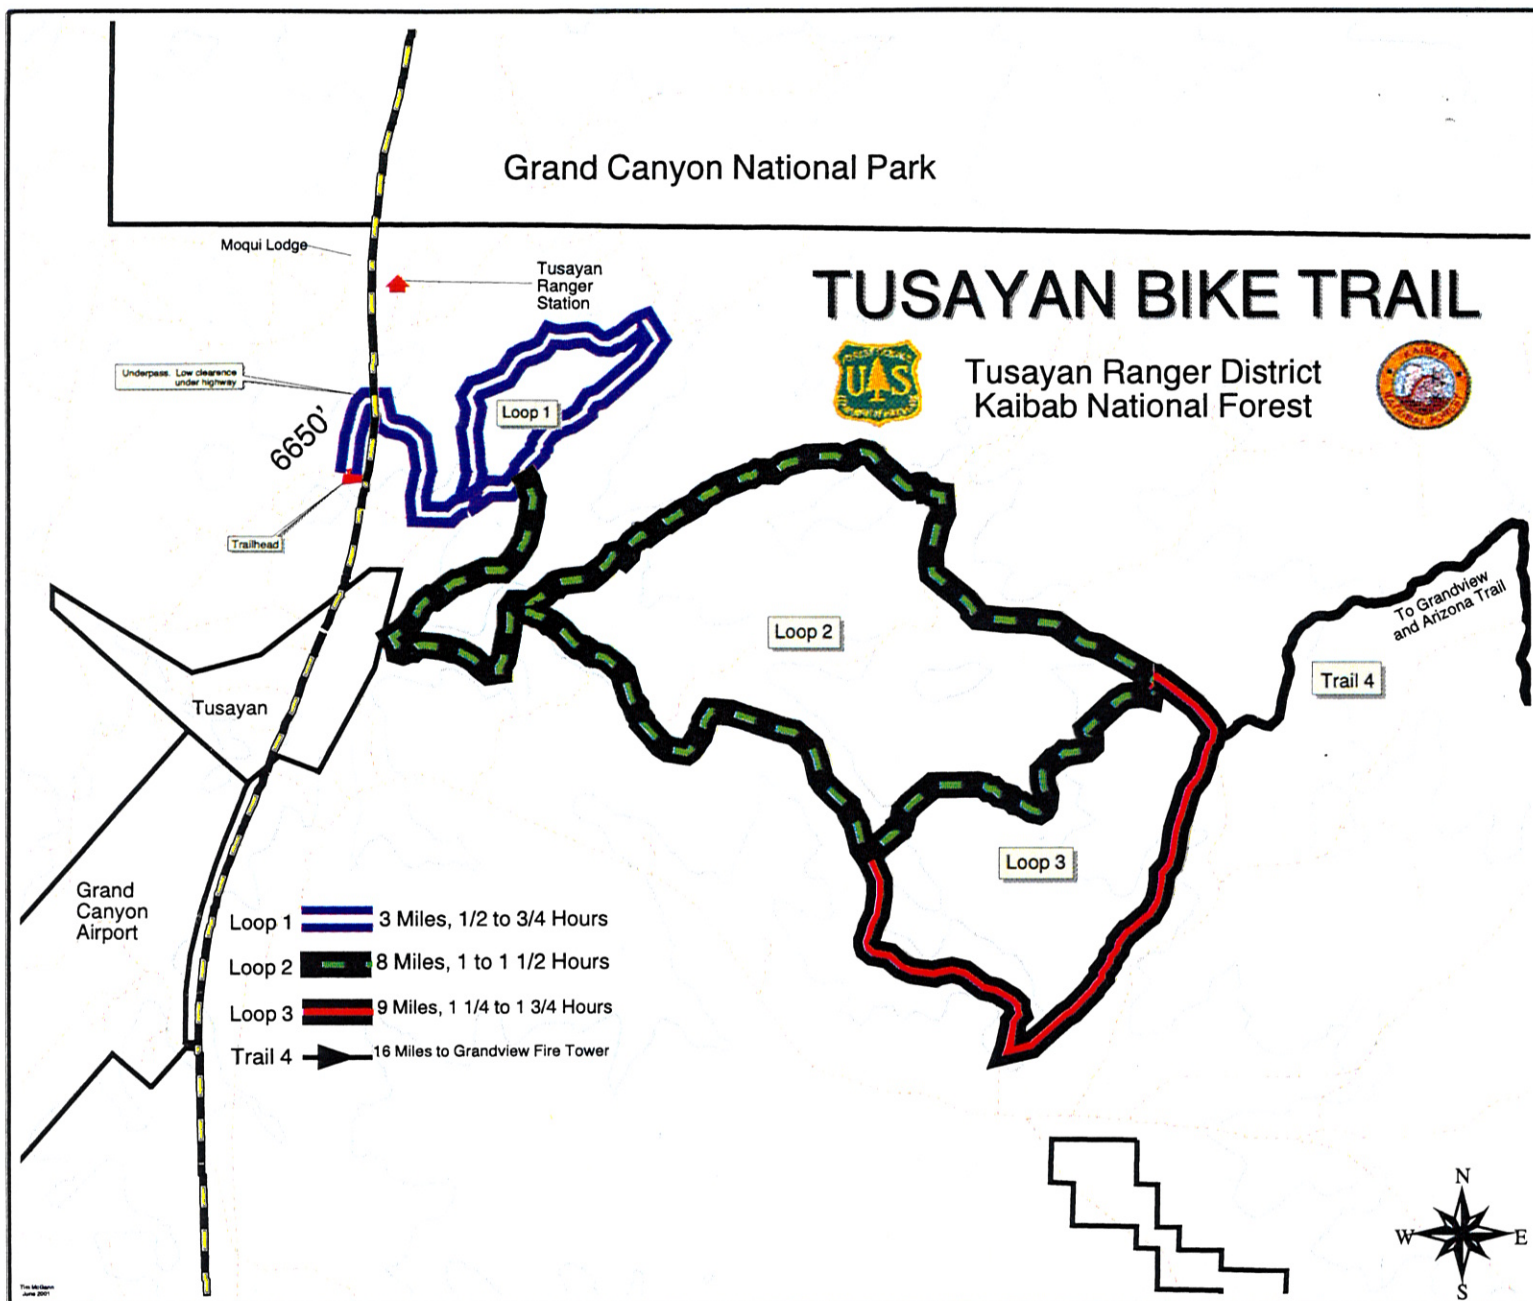 Grand Canyon National Park
Moqui Lodge
Tusayan
Ranger
Station
TUSAYAN BIKE TRAIL
Tusayan Ranger District
Kaibab National Forest
US
Underpass. Low clearance
under highway
6650'
Loop 1
Trailhead
Loop 2
To Grandview
and Arizona Trail
Trail 4
Tusayan
Loop 3
Grand
Canyon
Airport
Loop 1 3 Miles, 1/2 to 3/4 Hours
Loop 2 8 Miles, 1 to 1 1/2 Hours
Loop 3 9 Miles, 1 1/4 to 1 3/4 Hours
Trail 4 16 Miles to Grandview Fire Tower
N
W E
S
June 2001